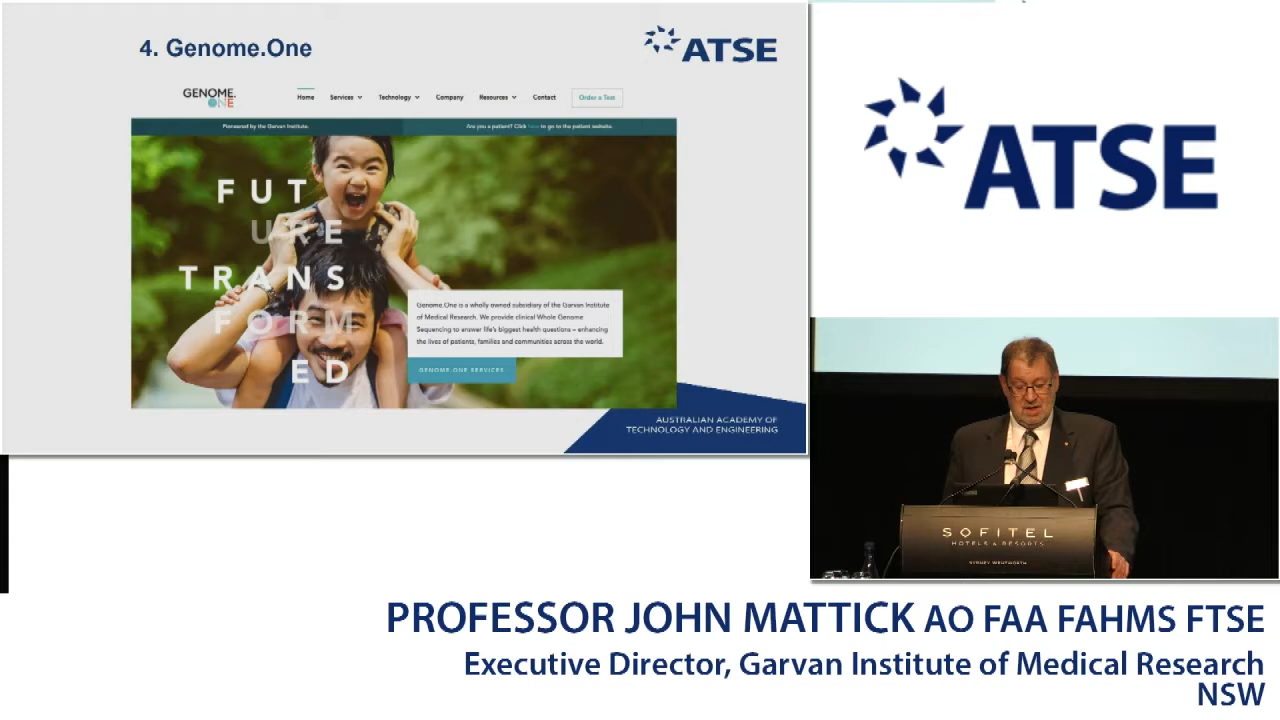 4. Genome.One
ATSE
GENOME.
ONE
Home Services Technology Company Resources Contact Order a Test
Pioneered by the Garvan Institute. Are you a patient? Click here to go to the patient website.
FUT
URE
TRANS
FORM
ED
Genome.One is a wholly owned subsidiary of the Garvan Institute
of Medical Research. We provide clinical Whole Genome
Sequencing to answer life's biggest health questions – enhancing
the lives of patients, families and communities across the world.
GENOME.ONE SERVICES
AUSTRALIAN ACADEMY OF
TECHNOLOGY AND ENGINEERING
ATSE
SOFITEL
HOTELS & RESORTS
SYDNEY WENTWORTH
PROFESSOR JOHN MATTICK AO FAA FAHMS FTSE
Executive Director, Garvan Institute of Medical Research
NSW